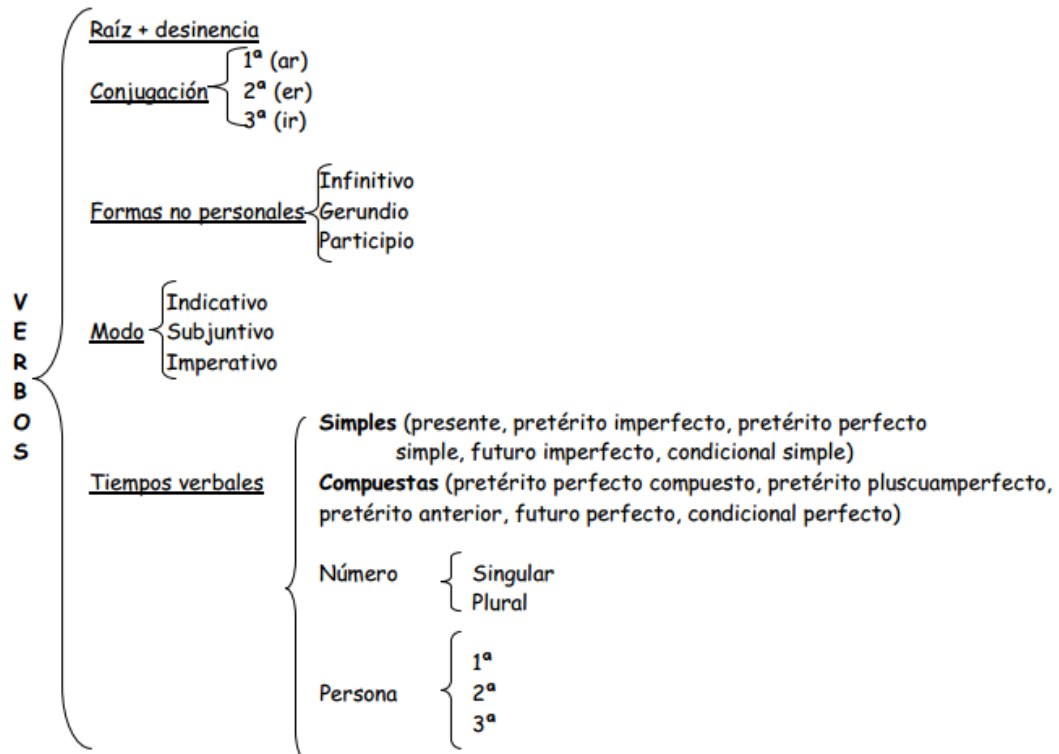 Raíz + desinencia
1ª (ar)
Conjugación
2ª (er)
3ª (ir)
Infinitivo
Formas no personales
Gerundio
Participio
VERBOS
Indicativo
Modo
Subjuntivo
Imperativo
Simples (presente, pretérito imperfecto, pretérito perfecto
simple, futuro imperfecto, condicional simple)
Tiempos verbales
Compuestas (pretérito perfecto compuesto, pretérito pluscuamperfecto,
pretérito anterior, futuro perfecto, condicional perfecto)
Número
Singular
Plural
Persona
1ª
2ª
3ª